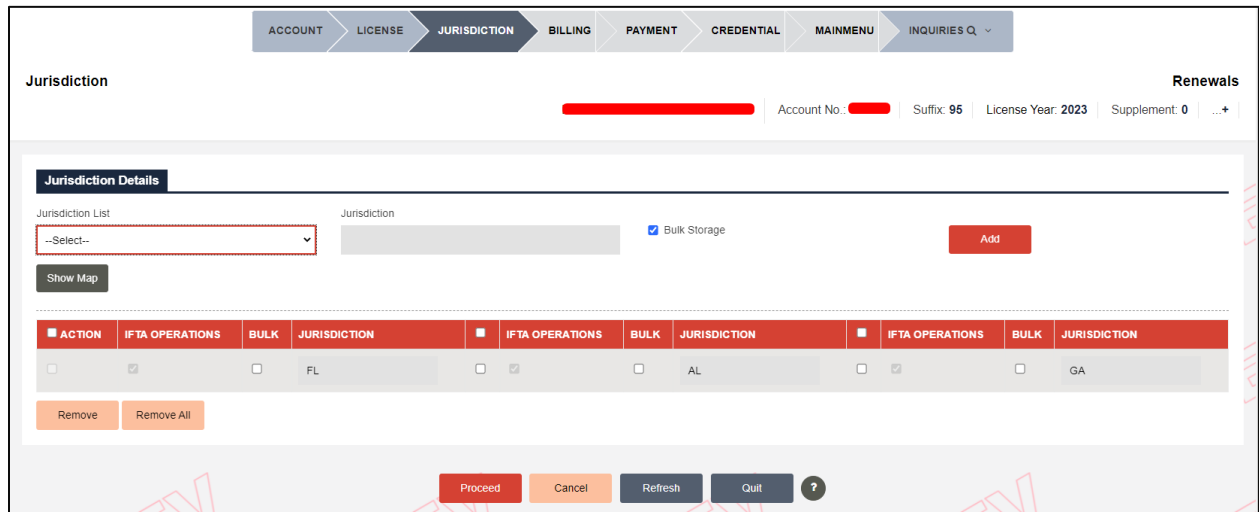 ACCOUNT LICENSE JURISDICTION BILLING PAYMENT CREDENTIAL MAINMENU INQUIRIES
Jurisdiction Renewals
Account No.: Suffix: 95 License Year: 2023 Supplement: 0 ...+
Jurisdiction Details
Jurisdiction List Jurisdiction
--Select-- Bulk Storage Add
Show Map
ACTION IFTA OPERATIONS BULK JURISDICTION IFTA OPERATIONS BULK JURISDICTION IFTA OPERATIONS BULK JURISDICTION
FL AL GA
Remove Remove All
Proceed Cancel Refresh Quit ?